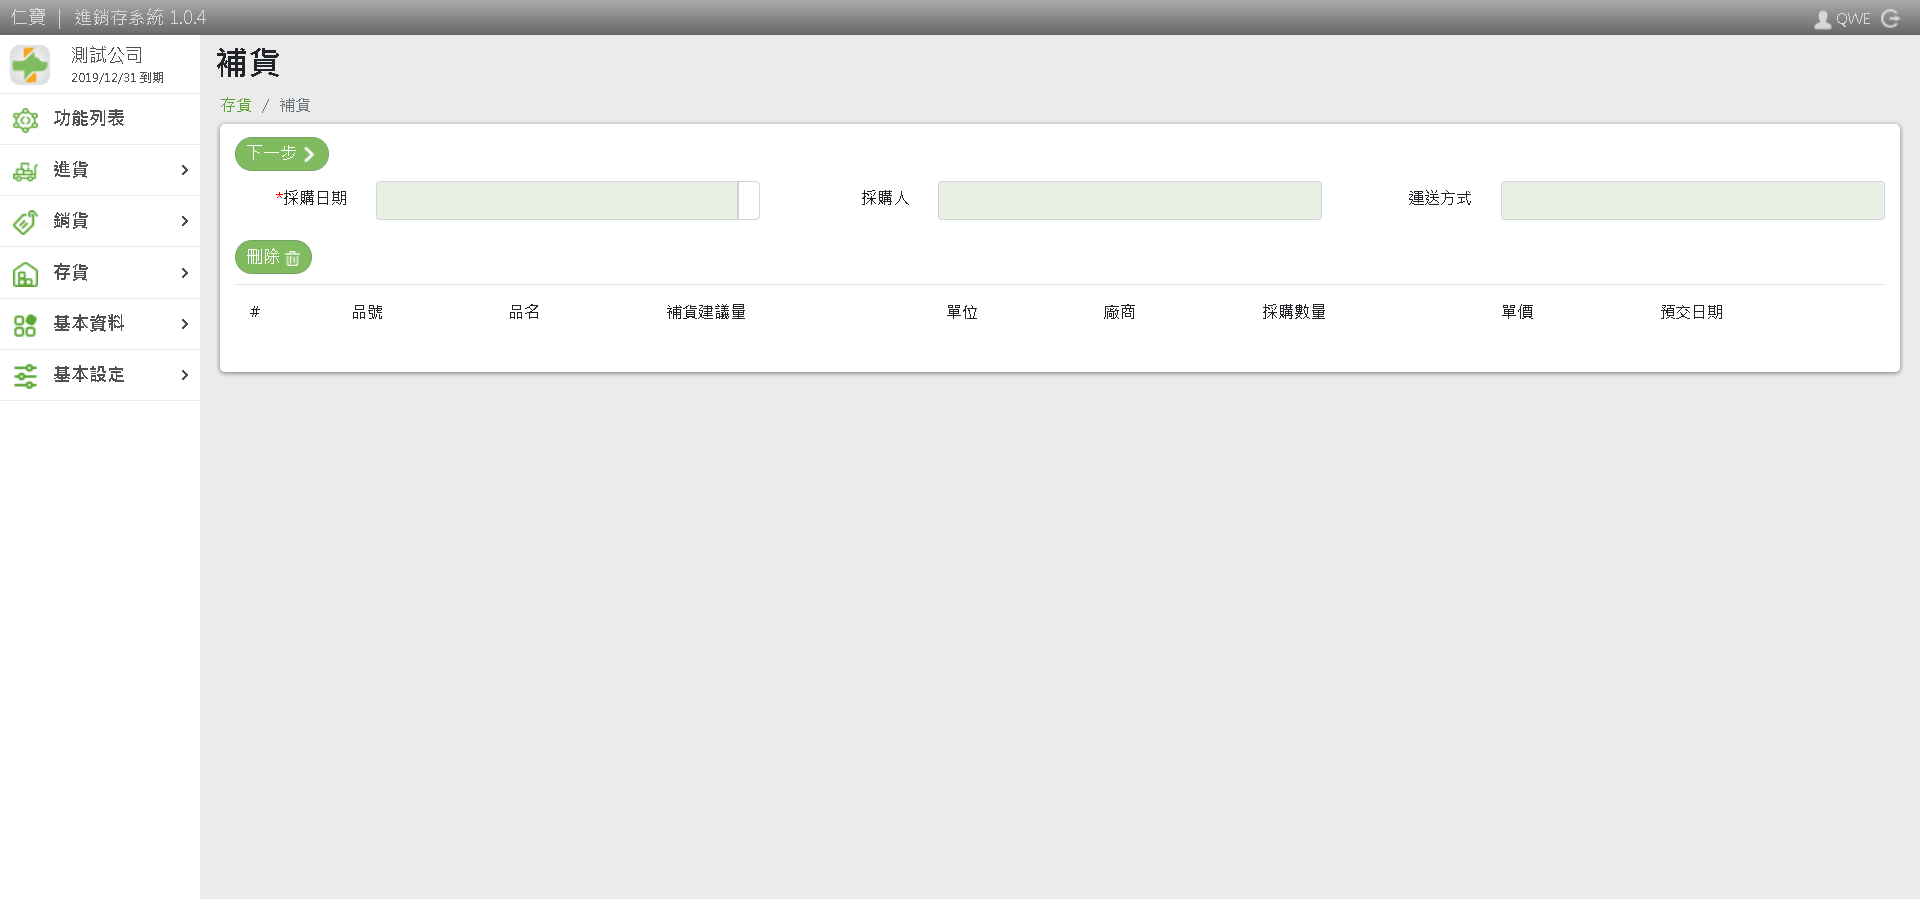 仁寶 | 進銷存系統 1.0.4
QWE
測試公司
2019/12/31 到期
功能列表
進貨
銷貨
存貨
基本資料
基本設定
補貨
存貨 / 補貨
下一步
*採購日期
採購人
運送方式
刪除
# 品號 品名 補貨建議量 單位 廠商 採購數量 單價 預交日期